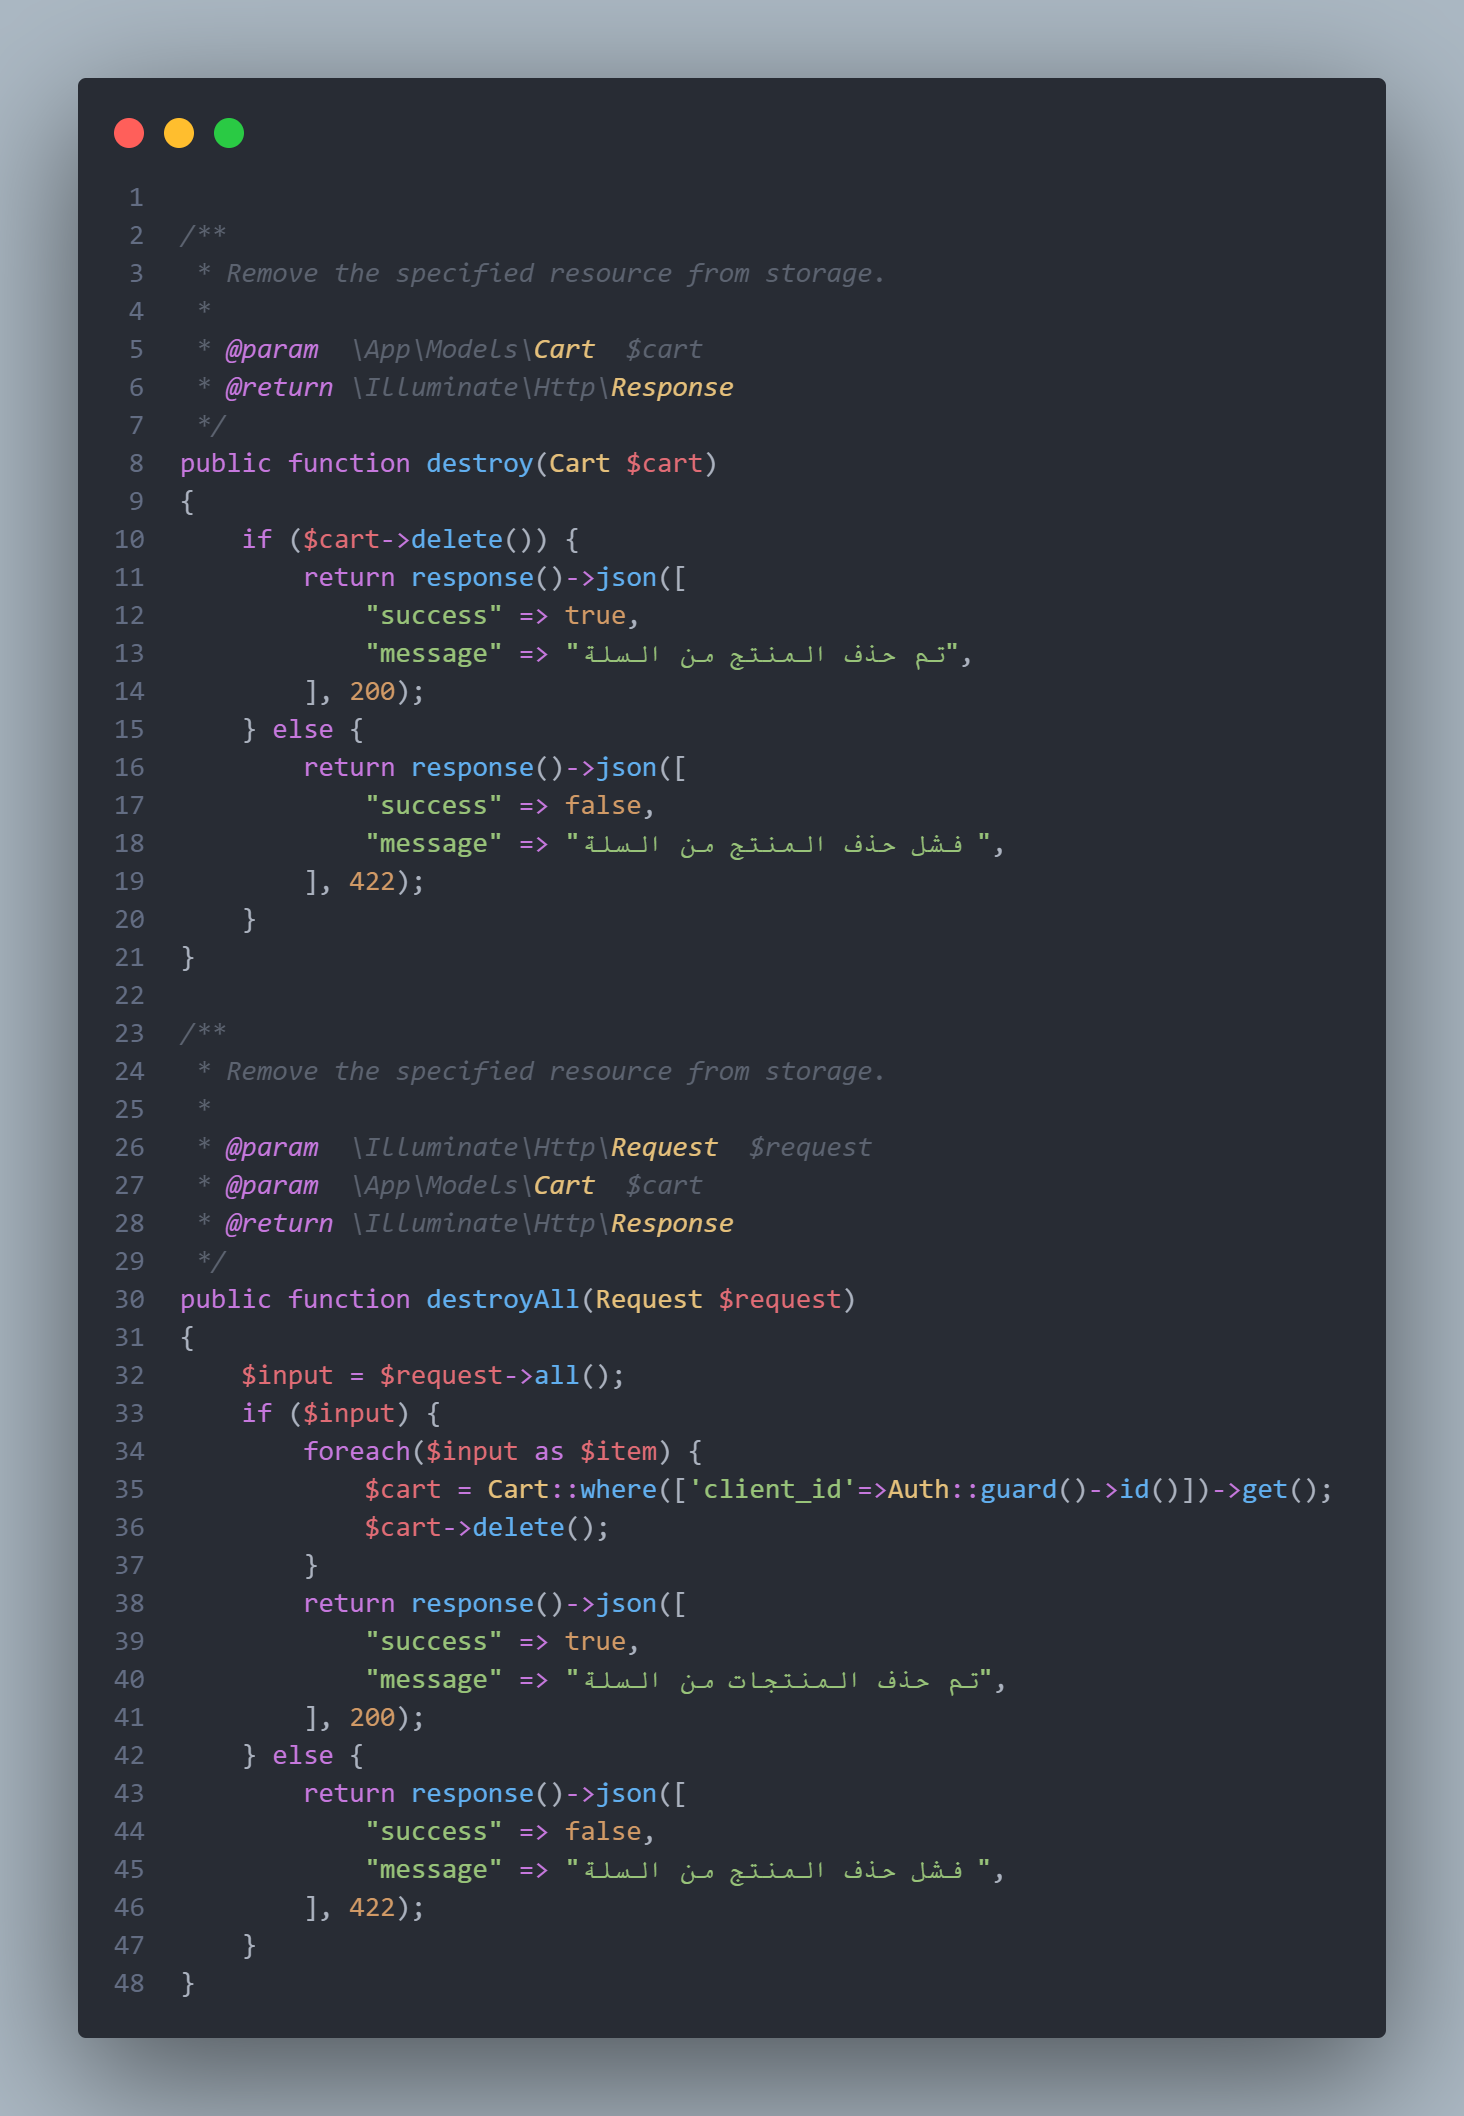 1
2 /**
3  * Remove the specified resource from storage.
4  *
5  * @param  \App\Models\Cart  $cart
6  * @return \Illuminate\Http\Response
7  */
8 public function destroy(Cart $cart)
9 {
10     if ($cart->delete()) {
11         return response()->json([
12             "success" => true,
13             "message" => "تم حذف المنتج من السلة",
14         ], 200);
15     } else {
16         return response()->json([
17             "success" => false,
18             "message" => " فشل حذف المنتج من السلة",
19         ], 422);
20     }
21 }
22
23 /**
24  * Remove the specified resource from storage.
25  *
26  * @param  \Illuminate\Http\Request  $request
27  * @param  \App\Models\Cart  $cart
28  * @return \Illuminate\Http\Response
29  */
30 public function destroyAll(Request $request)
31 {
32     $input = $request->all();
33     if ($input) {
34         foreach($input as $item) {
35             $cart = Cart::where(['client_id'=>Auth::guard()->id()])->get();
36             $cart->delete();
37         }
38         return response()->json([
39             "success" => true,
40             "message" => "تم حذف المنتجات من السلة",
41         ], 200);
42     } else {
43         return response()->json([
44             "success" => false,
45             "message" => " فشل حذف المنتج من السلة",
46         ], 422);
47     }
48 }